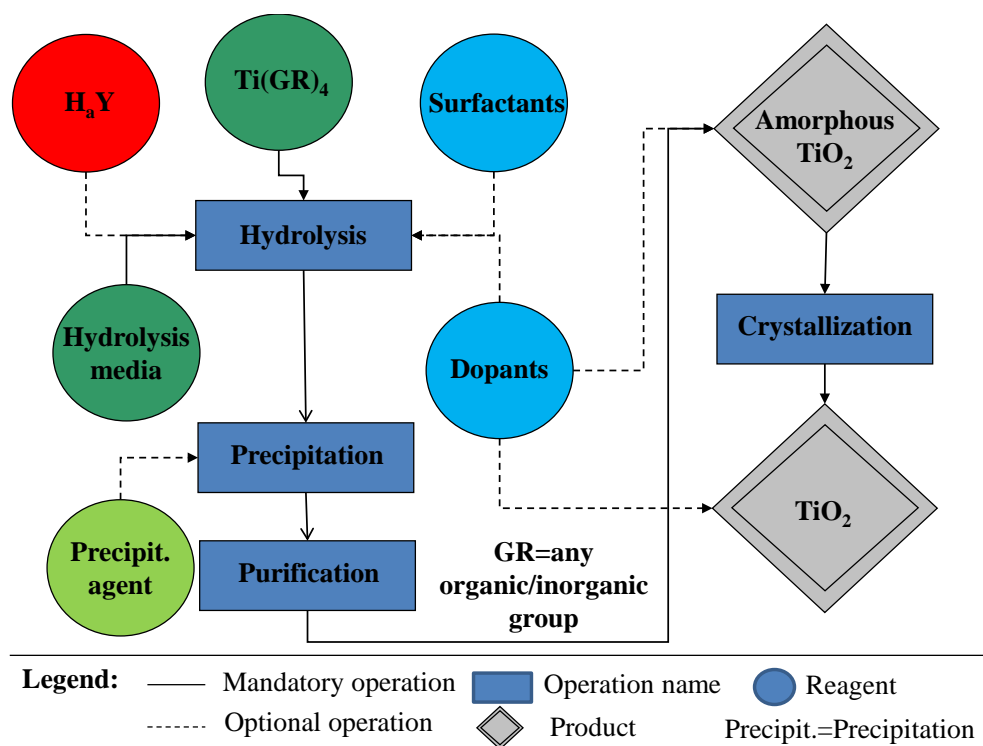 HₐY
Ti(GR)₄
Surfactants
Amorphous
TiO₂
Hydrolysis
Hydrolysis
media
Dopants
Crystallization
Precipitation
TiO₂
Precipit.
agent
Purification
GR=any
organic/inorganic
group
Legend:
Mandatory operation
Operation name
Reagent
Optional operation
Product
Precipit.=Precipitation